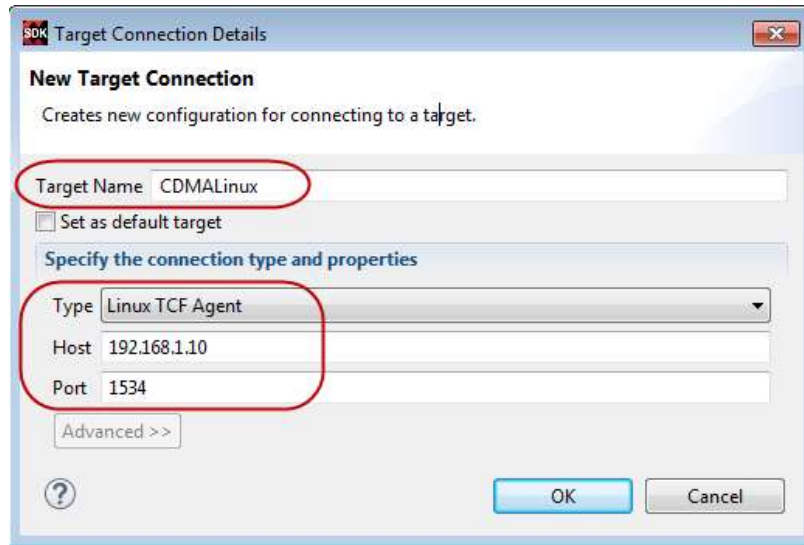 SDK Target Connection Details
New Target Connection
Creates new configuration for connecting to a target.
Target Name CDMALinux
Set as default target
Specify the connection type and properties
Type Linux TCF Agent
Host 192.168.1.10
Port 1534
Advanced >>
? OK Cancel